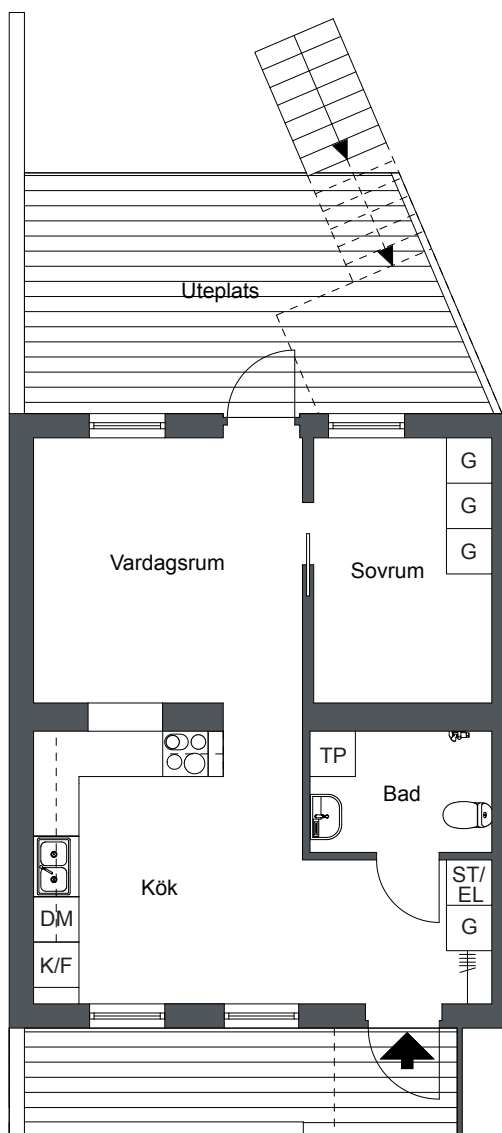 Uteplats
G
G
G
Vardagsrum
Sovrum
TP
Bad
ST/
EL
Kök
DM
G
K/F